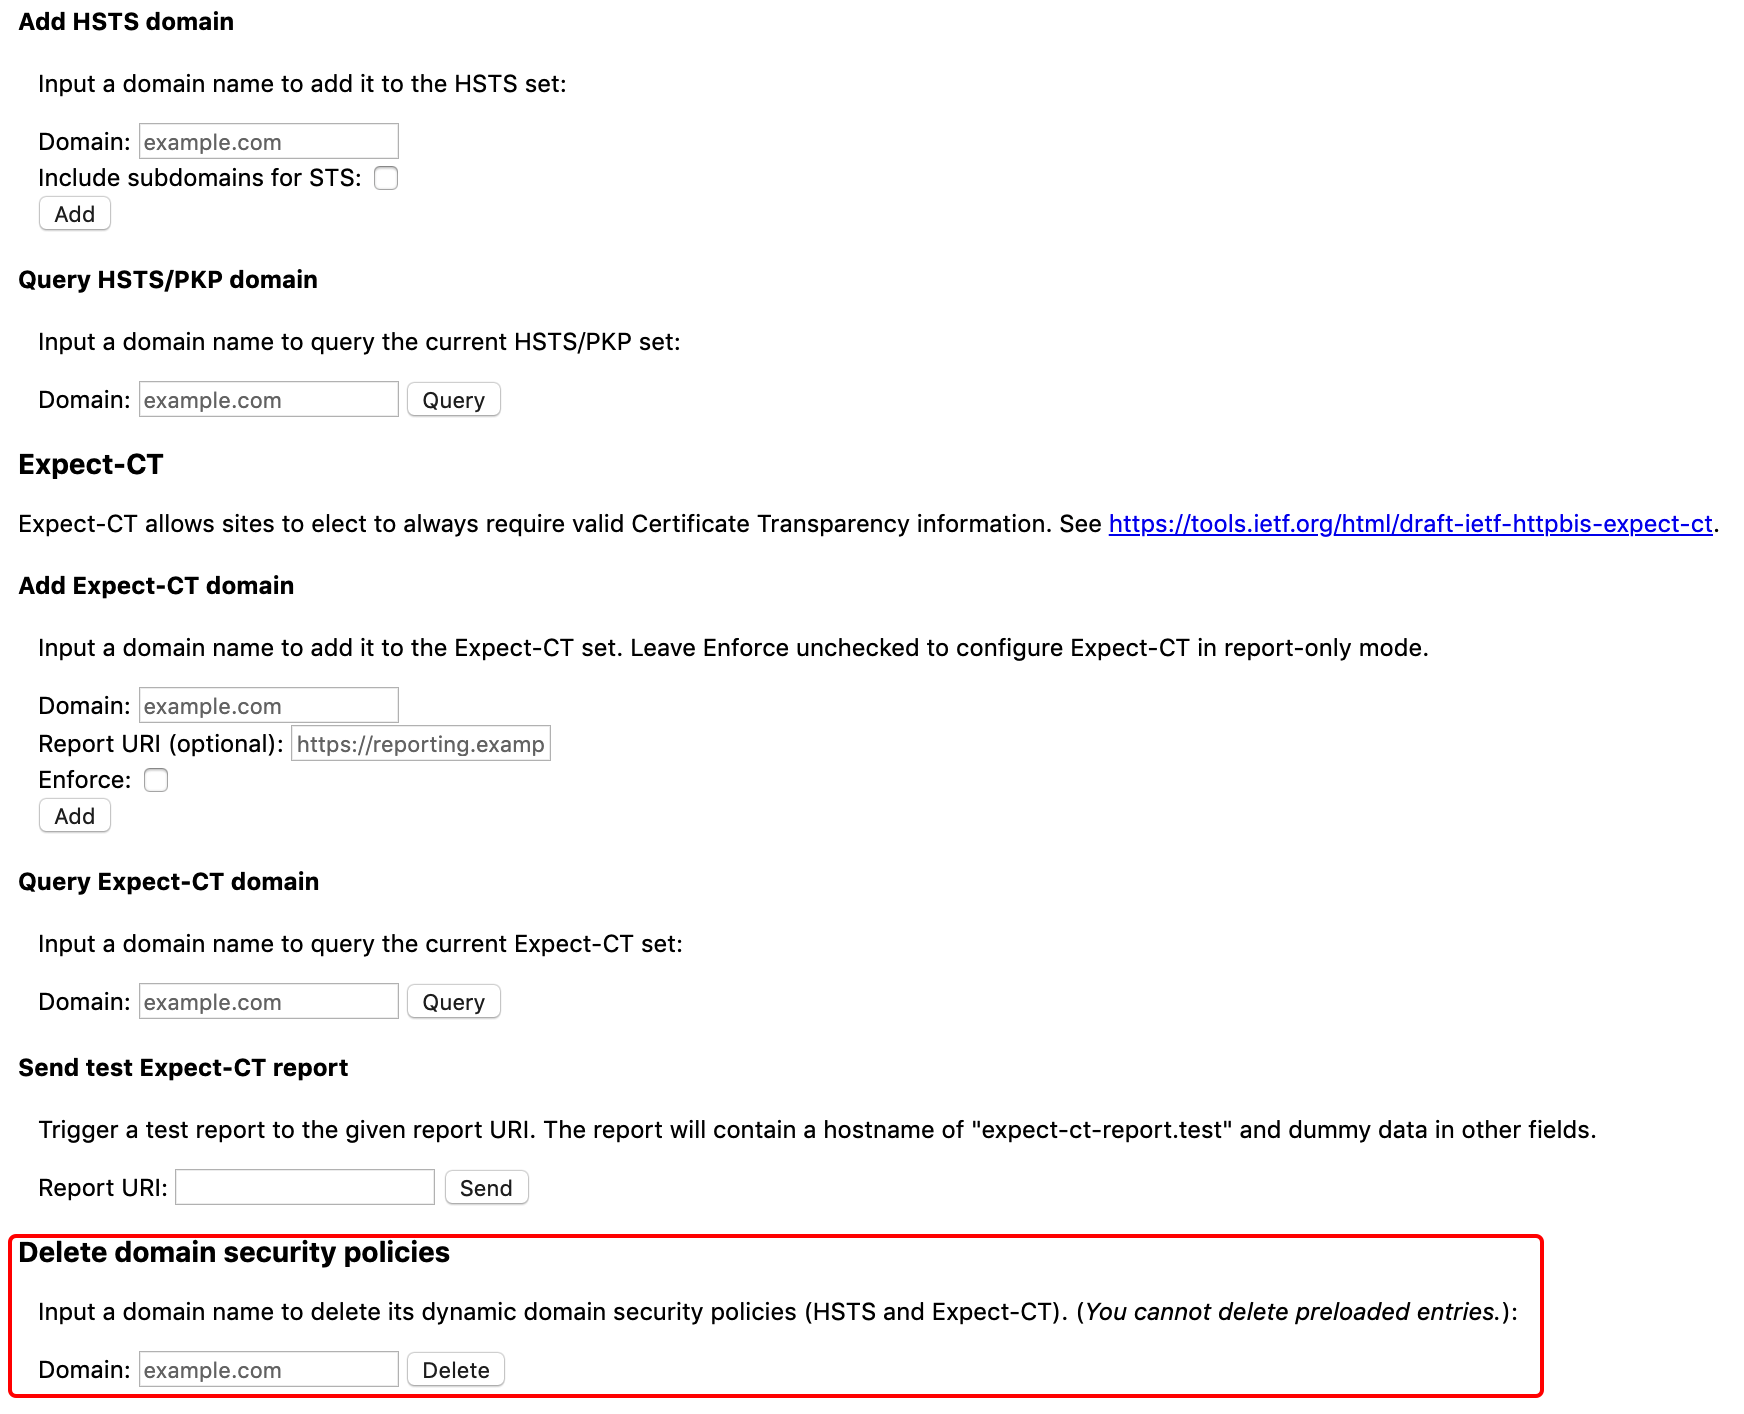 Add HSTS domain
Input a domain name to add it to the HSTS set:
Domain: example.com
Include subdomains for STS:
Add
Query HSTS/PKP domain
Input a domain name to query the current HSTS/PKP set:
Domain: example.com Query
Expect-CT
Expect-CT allows sites to elect to always require valid Certificate Transparency information. See https://tools.ietf.org/html/draft-ietf-httpbis-expect-ct.
Add Expect-CT domain
Input a domain name to add it to the Expect-CT set. Leave Enforce unchecked to configure Expect-CT in report-only mode.
Domain: example.com
Report URI (optional): https://reporting.examp
Enforce:
Add
Query Expect-CT domain
Input a domain name to query the current Expect-CT set:
Domain: example.com Query
Send test Expect-CT report
Trigger a test report to the given report URI. The report will contain a hostname of "expect-ct-report.test" and dummy data in other fields.
Report URI: Send
Delete domain security policies
Input a domain name to delete its dynamic domain security policies (HSTS and Expect-CT). (You cannot delete preloaded entries.):
Domain: example.com Delete